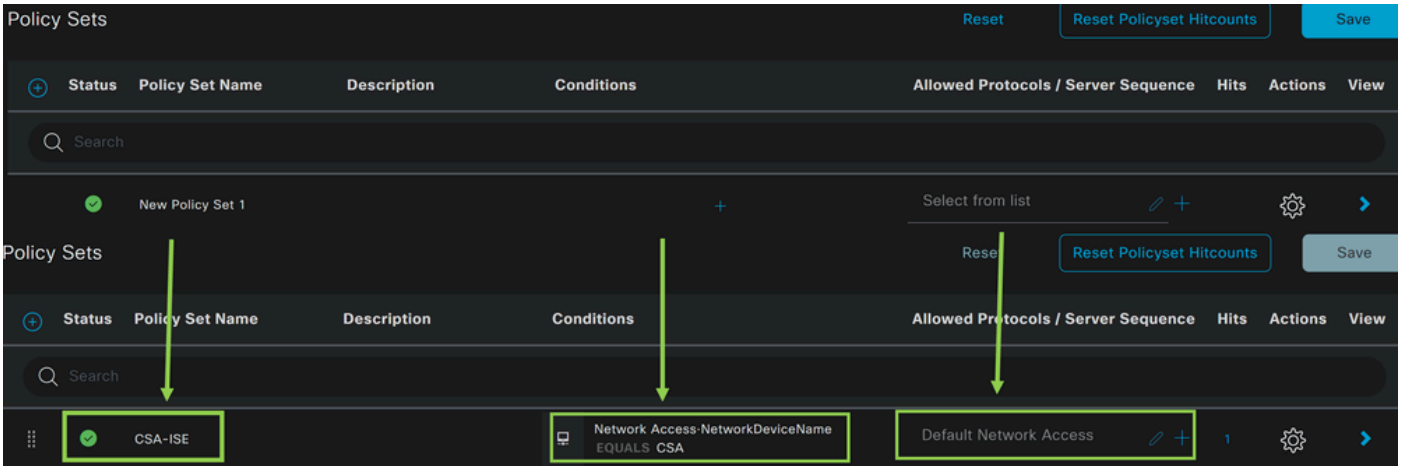 Policy Sets Reset Reset Policyset Hitcounts Save
Status Policy Set Name Description Conditions Allowed Protocols / Server Sequence Hits Actions View
Search
New Policy Set 1 Select from list
Policy Sets Reset Reset Policyset Hitcounts Save
Status Policy Set Name Description Conditions Allowed Protocols / Server Sequence Hits Actions View
Search
CSA-ISE Network Access·NetworkDeviceName Default Network Access 1
EQUALS CSA